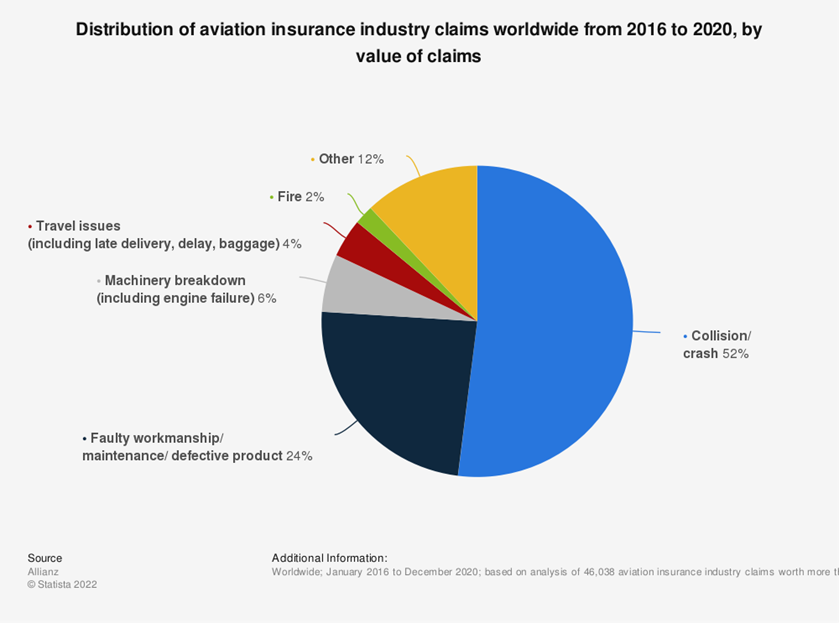 Distribution of aviation insurance industry claims worldwide from 2016 to 2020, by
value of claims
• Other 12%
• Fire 2%
• Travel issues
(including late delivery, delay, baggage) 4%
• Machinery breakdown
(including engine failure) 6%
• Collision/
crash 52%
• Faulty workmanship/
maintenance/ defective product 24%
Source
Allianz
© Statista 2022
Additional Information:
Worldwide; January 2016 to December 2020; based on analysis of 46,038 aviation insurance industry claims worth more